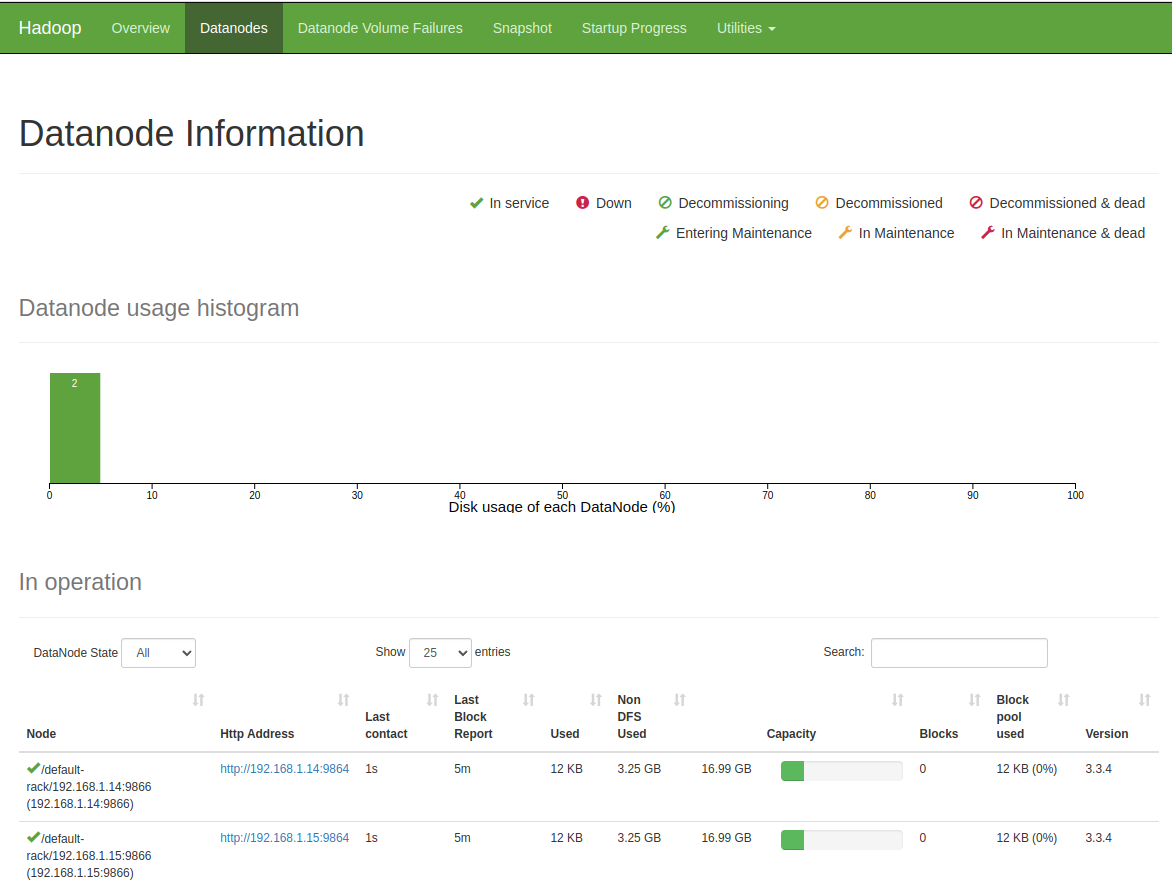 Hadoop Overview Datanodes Datanode Volume Failures Snapshot Startup Progress Utilities
Datanode Information
In service Down Decommissioning Decommissioned Decommissioned & dead
Entering Maintenance In Maintenance In Maintenance & dead
Datanode usage histogram
2
0 10 20 30 40 50 60 70 80 90 100
Disk usage of each DataNode (%)
In operation
DataNode State All Show 25 entries Search:
Node Http Address Last contact Last Block Report Used Non DFS Used Capacity Blocks Block pool used Version
/default- http://192.168.1.14:9864 1s 5m 12 KB 3.25 GB 16.99 GB 0 12 KB (0%) 3.3.4
rack/192.168.1.14:9866
(192.168.1.14:9866)
/default- http://192.168.1.15:9864 1s 5m 12 KB 3.25 GB 16.99 GB 0 12 KB (0%) 3.3.4
rack/192.168.1.15:9866
(192.168.1.15:9866)